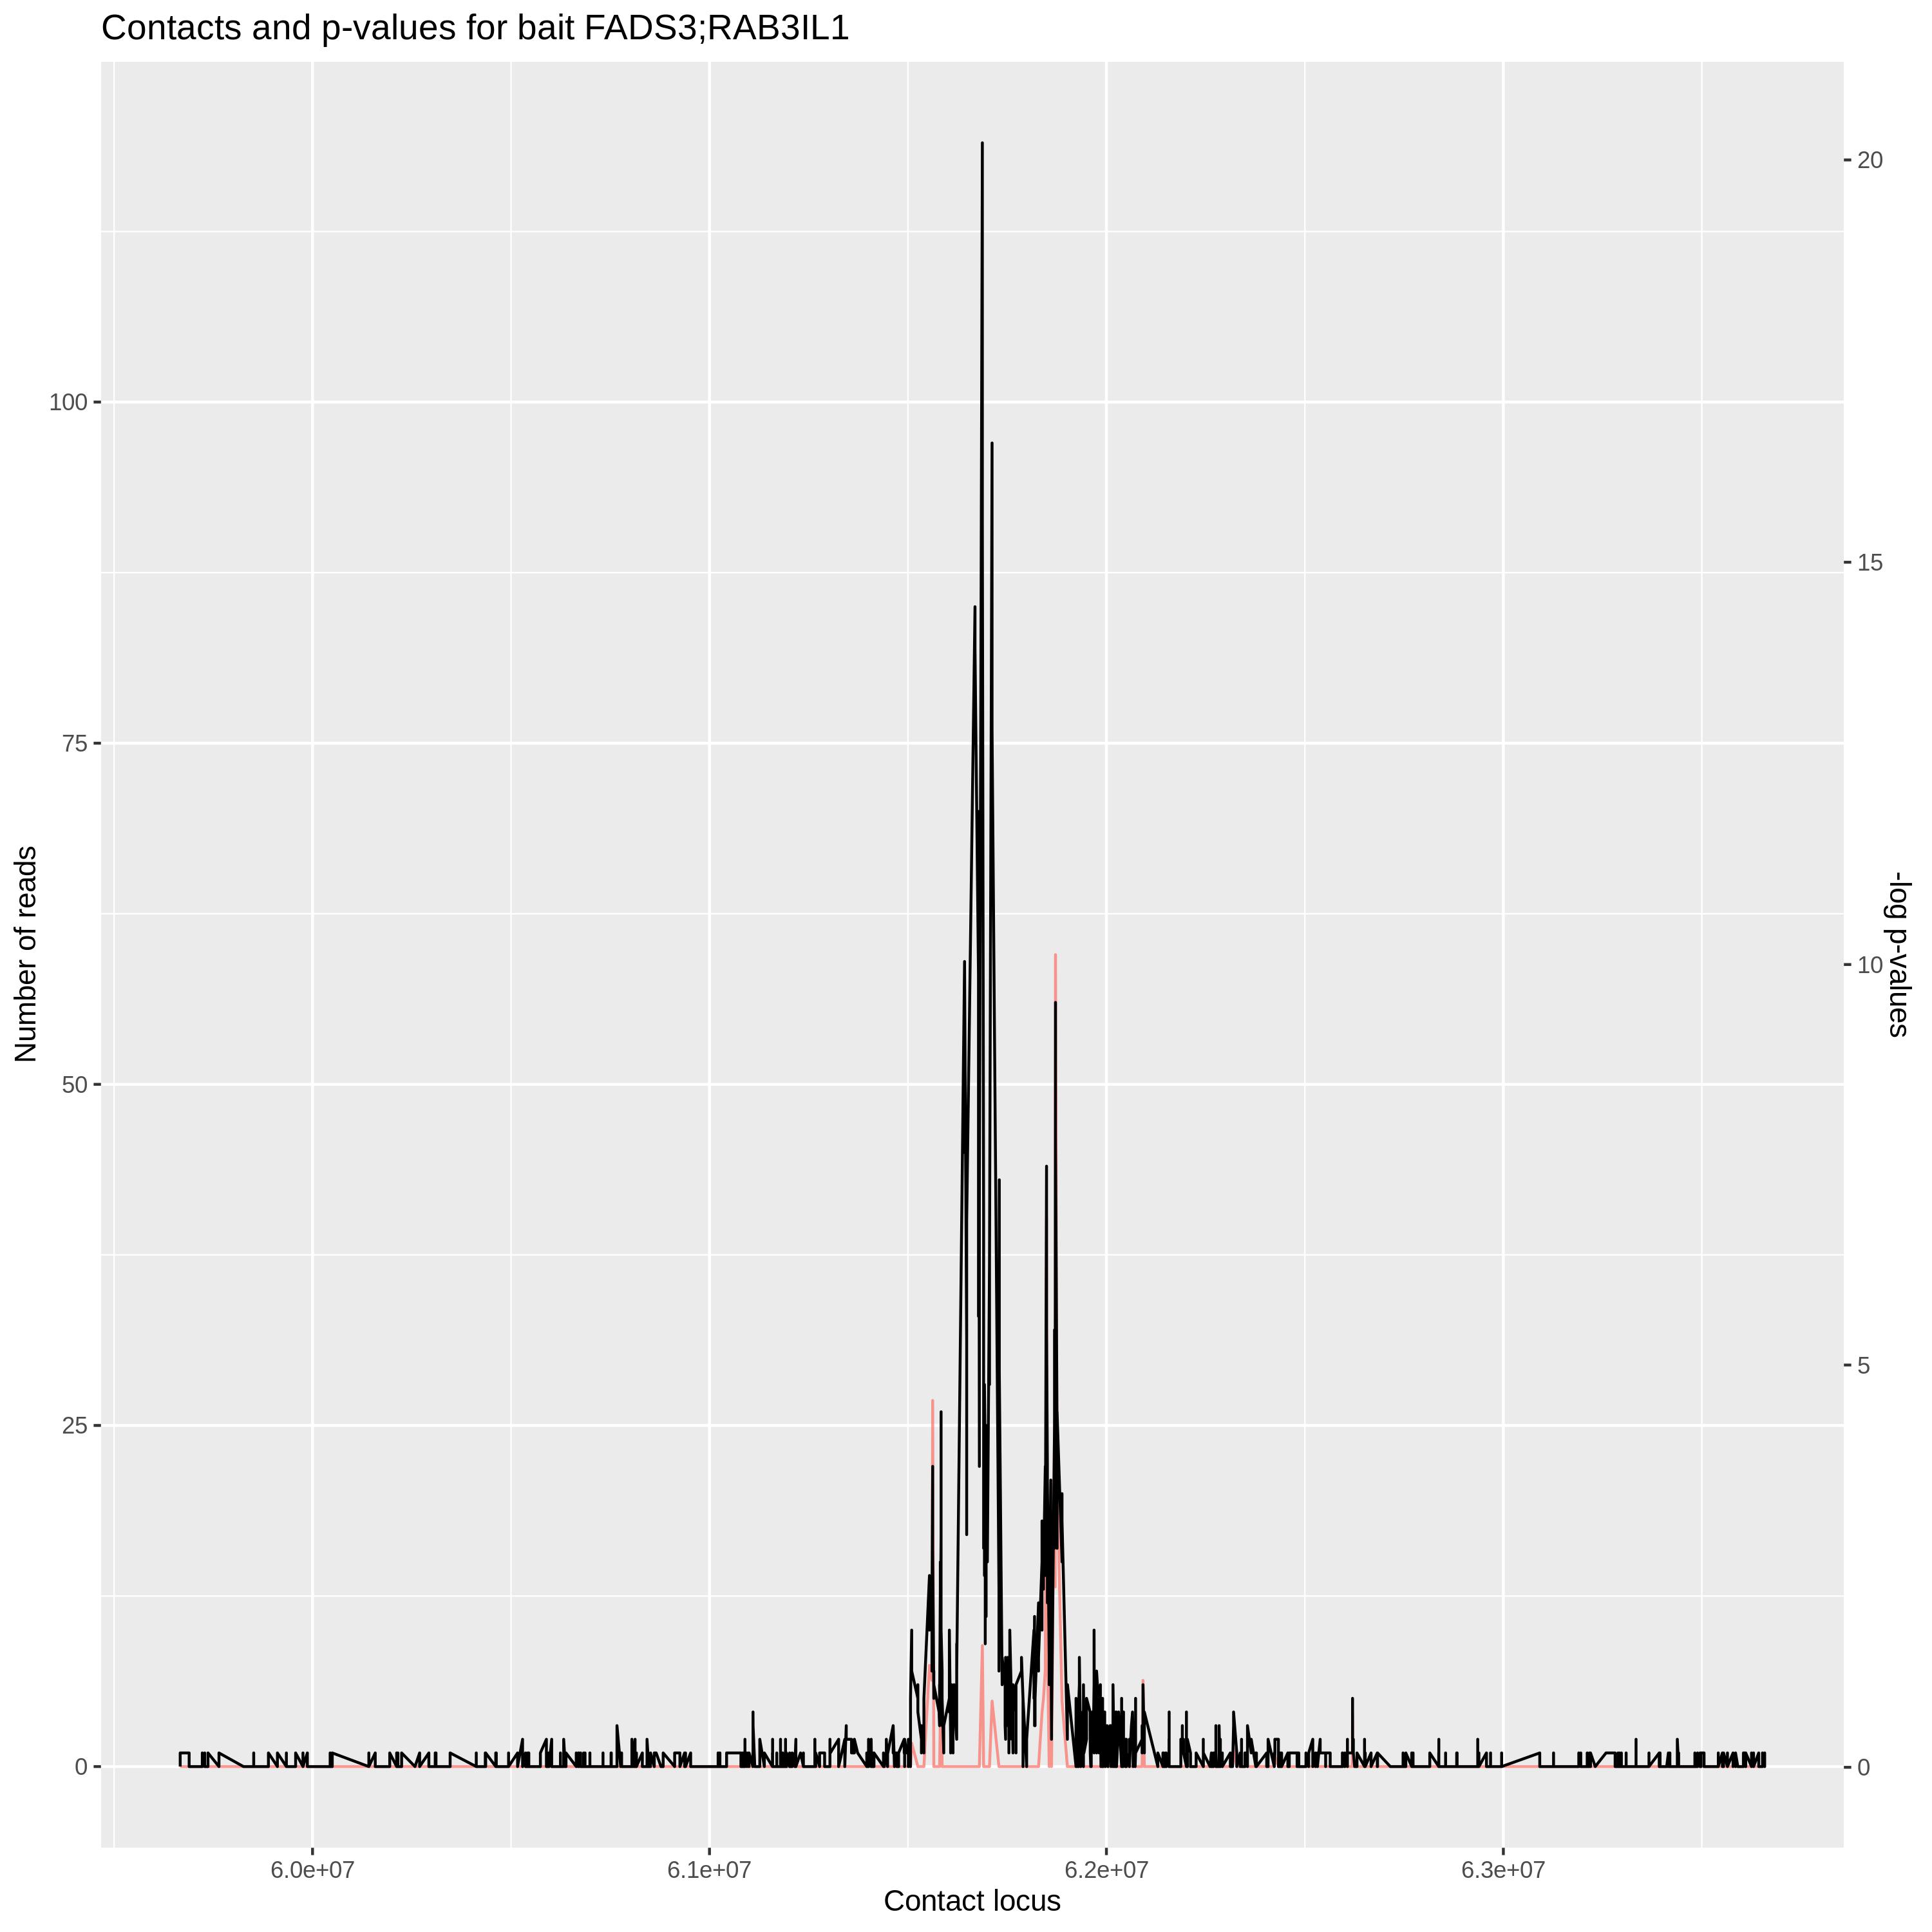 Contacts and p-values for bait FADS3;RAB3IL1
Number of reads
100
75
50
25
0
20
15
10
5
0
-log p-values
6.0e+07
6.1e+07
6.2e+07
6.3e+07
Contact locus